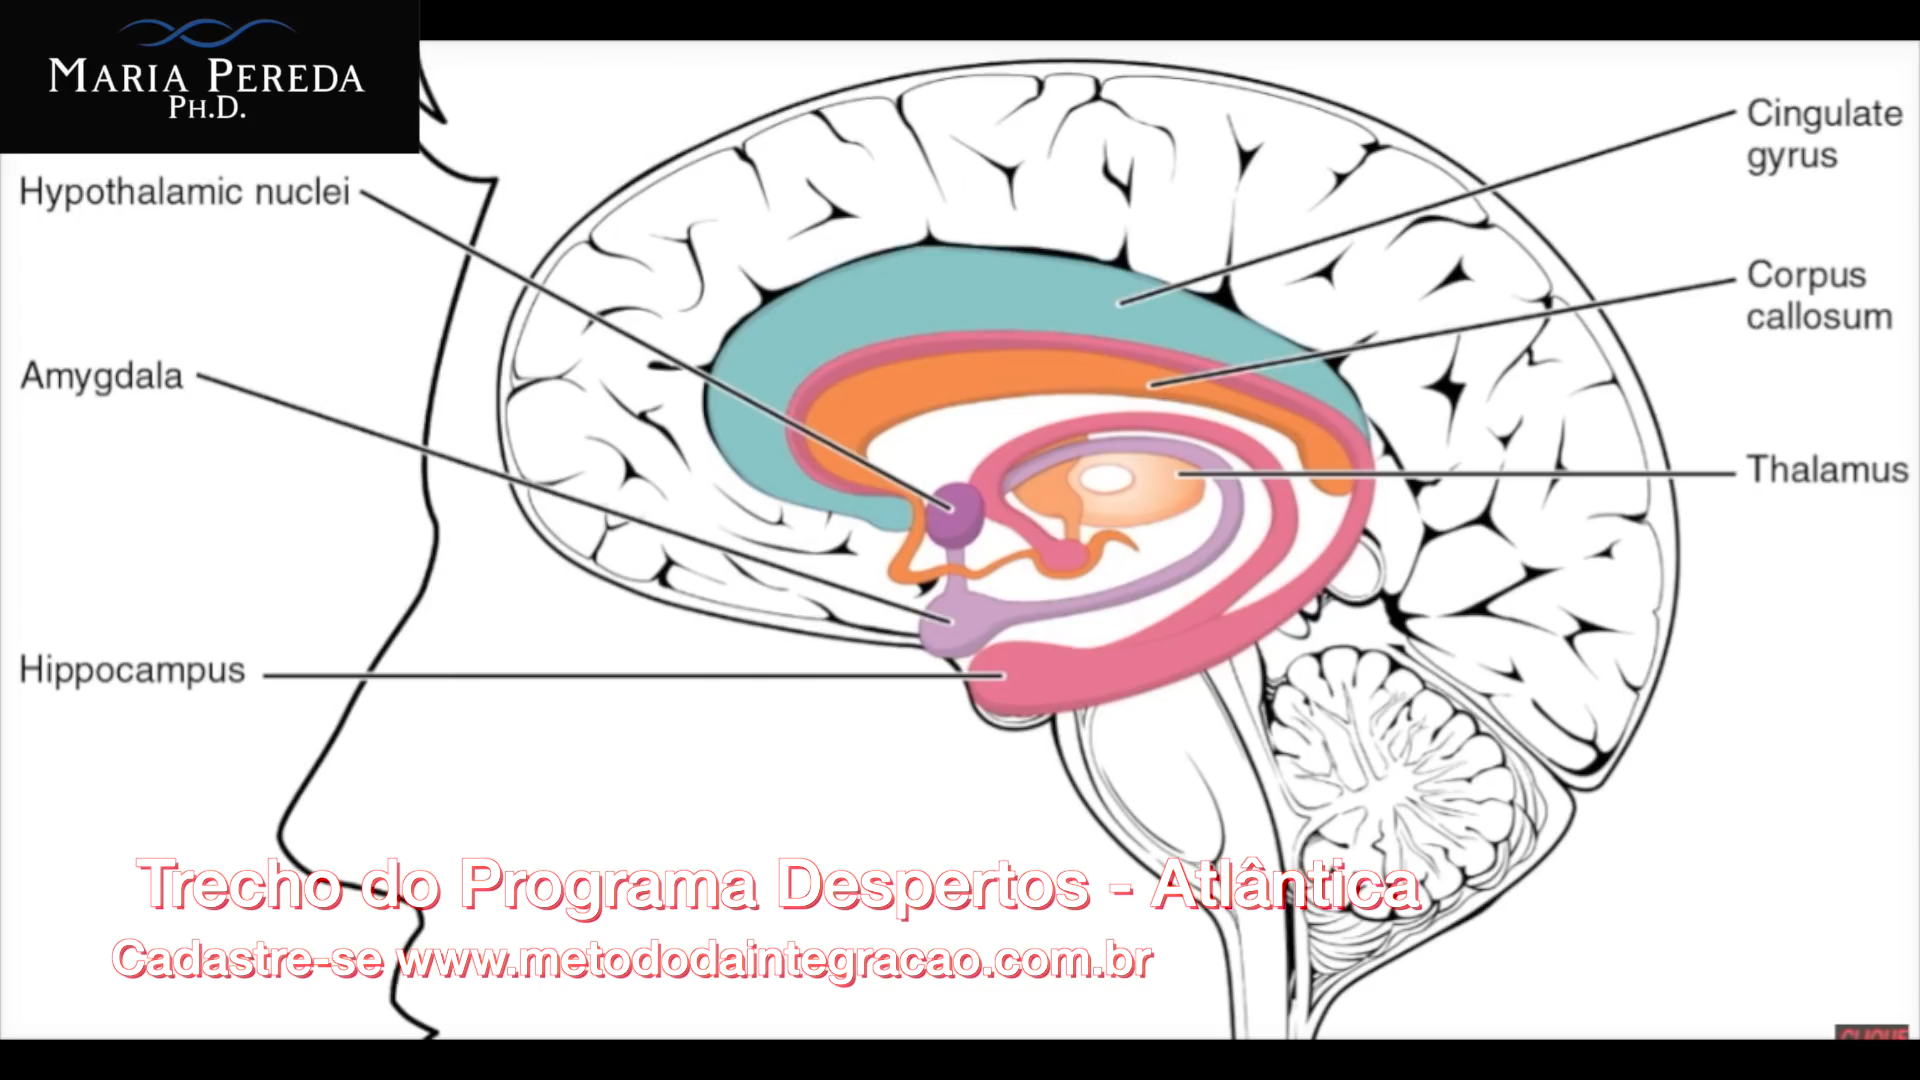 MARIA PEREDA
PH.D.
Hypothalamic nuclei
Amygdala
Hippocampus
Cingulate
gyrus
Corpus
callosum
Thalamus
Trecho do Programa Despertos - Atlântica
Cadastre-se www.metododaintegracao.com.br